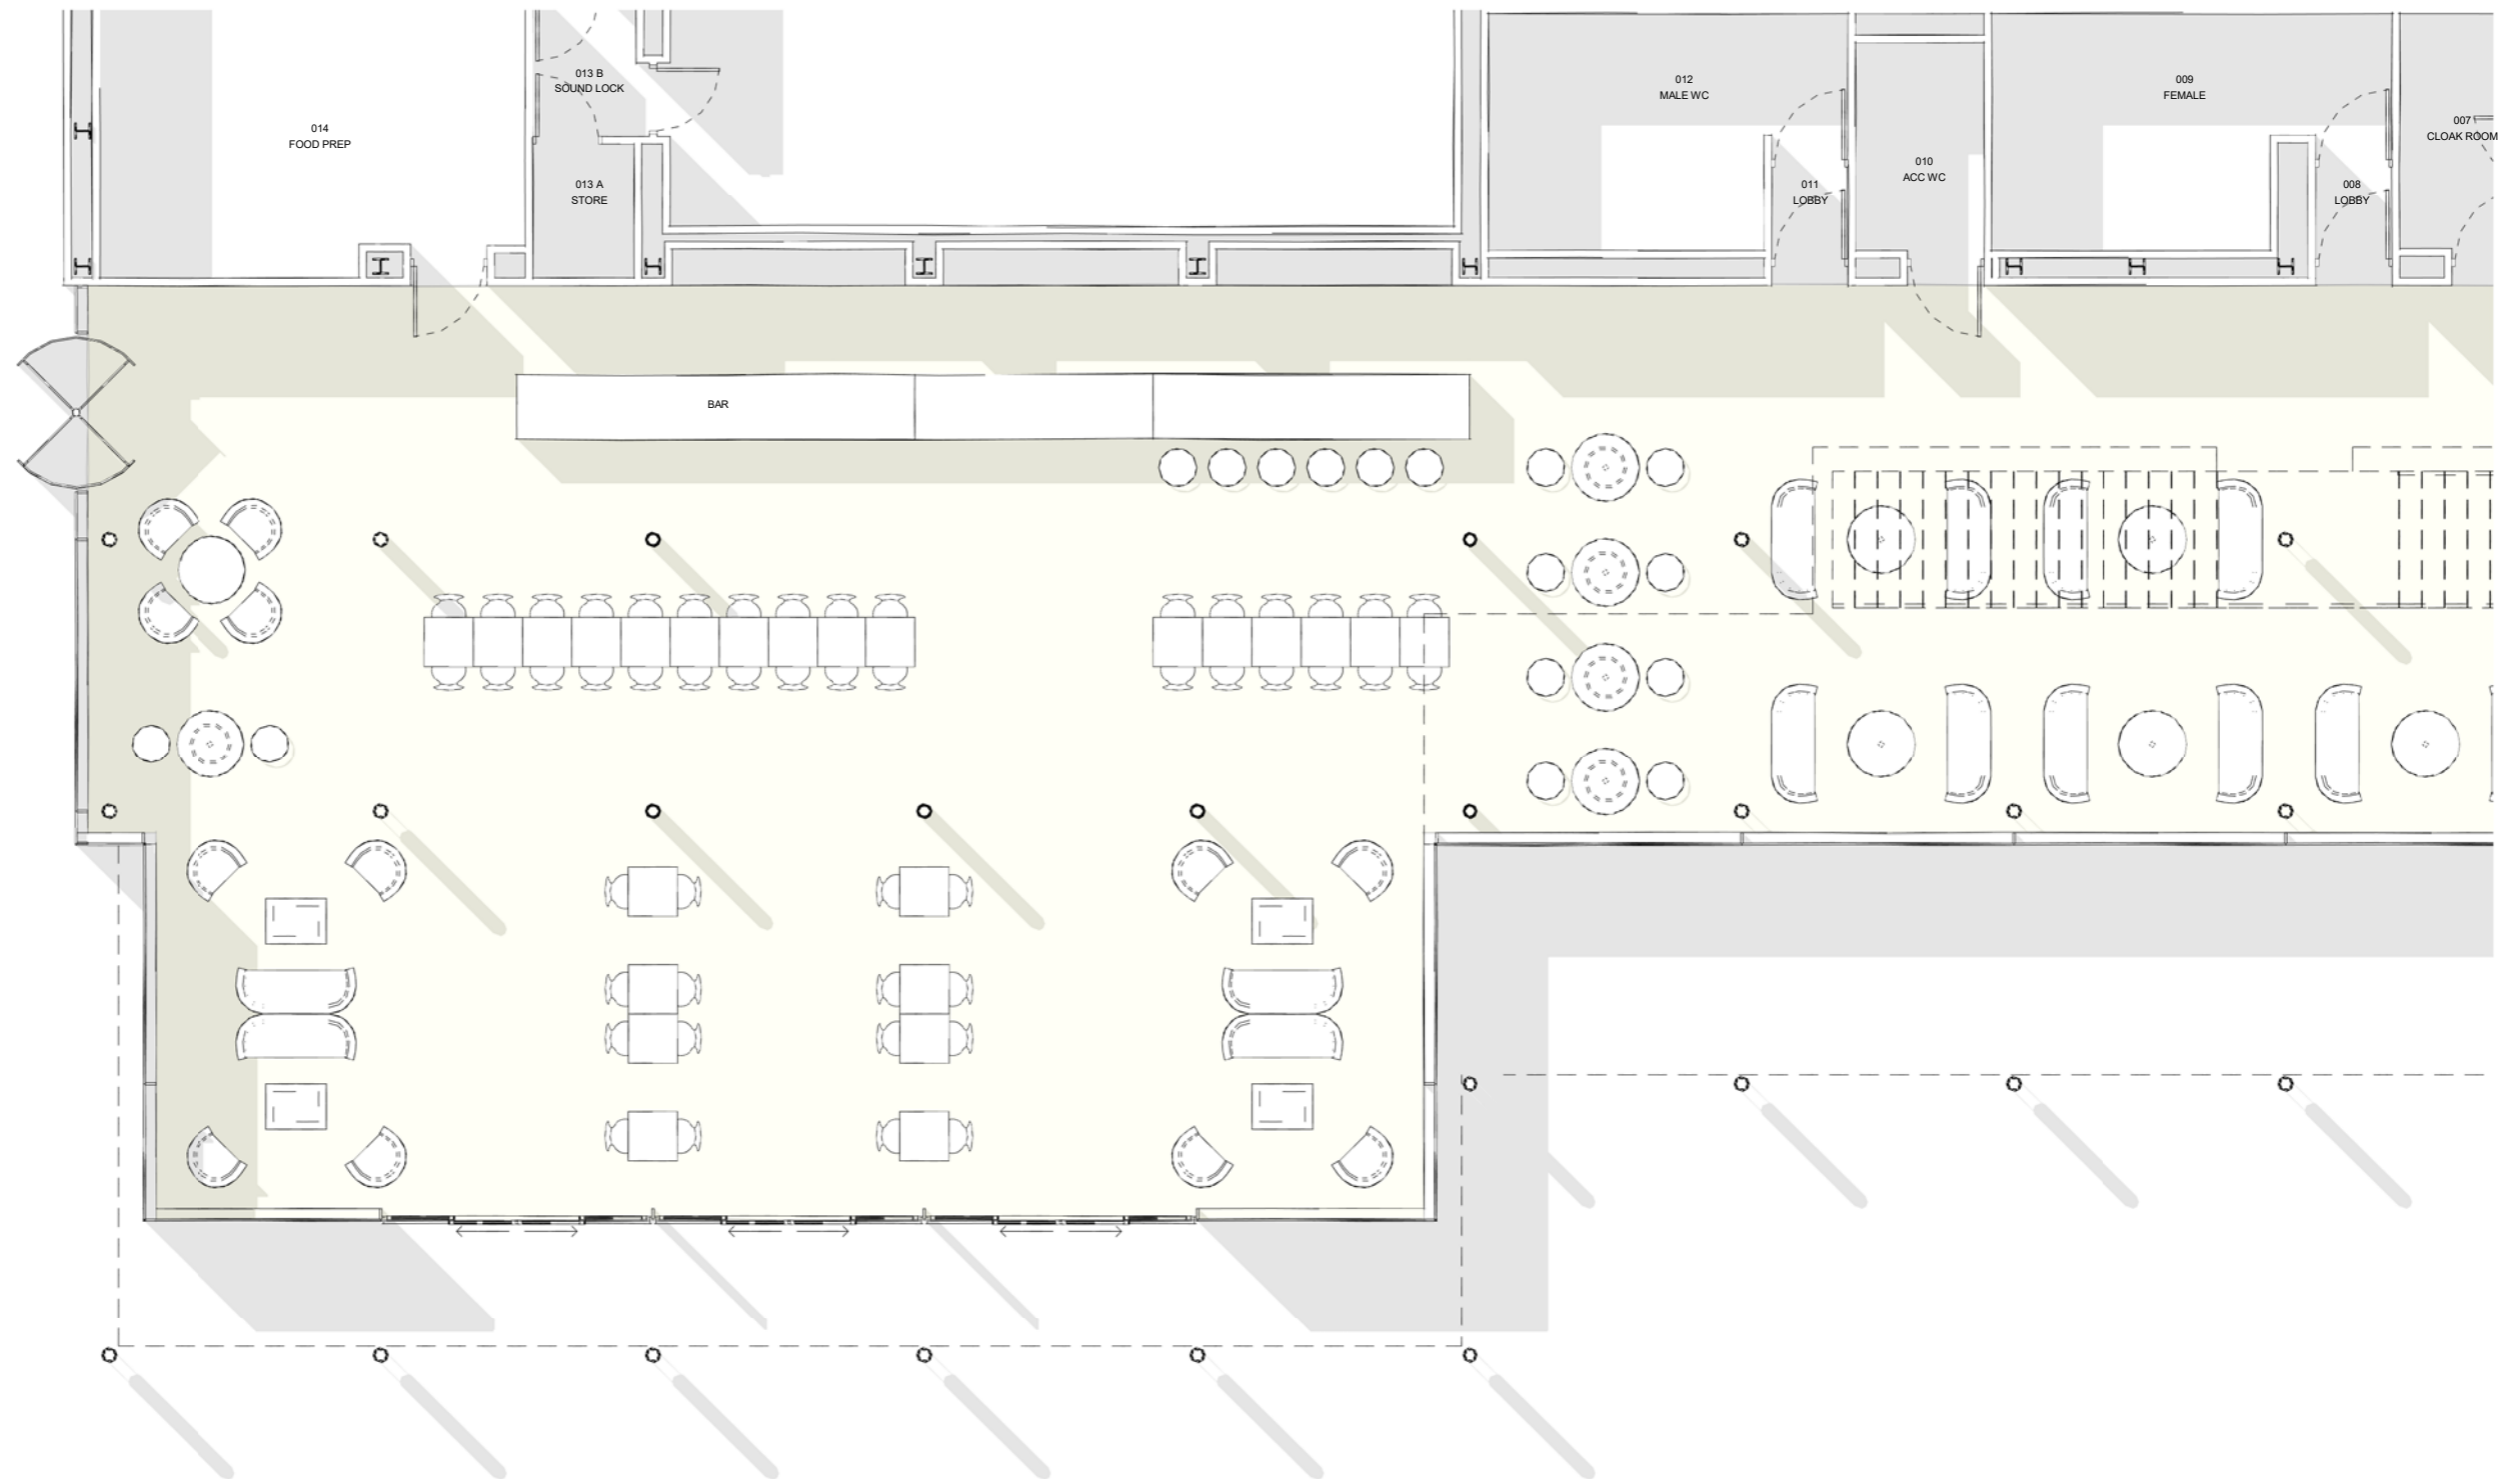 013 B
SOUND LOCK
012
MALE WC
009
FEMALE
007
CLOAK ROOM
014
FOOD PREP
010
ACC WC
013 A
STORE
011
LOBBY
008
LOBBY
BAR